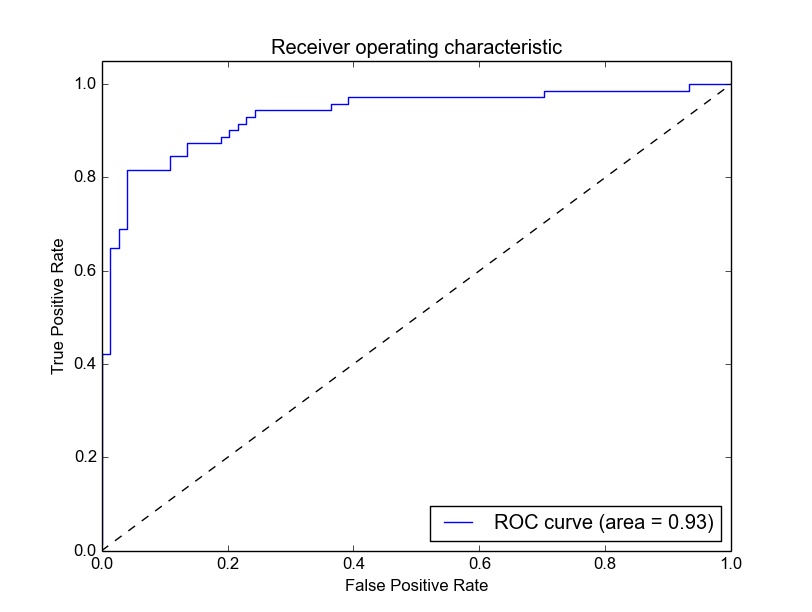 Receiver operating characteristic
1.0
0.8
0.6
0.4
0.2
0.0
True Positive Rate
ROC curve (area = 0.93)
0.0 0.2 0.4 0.6 0.8 1.0
False Positive Rate